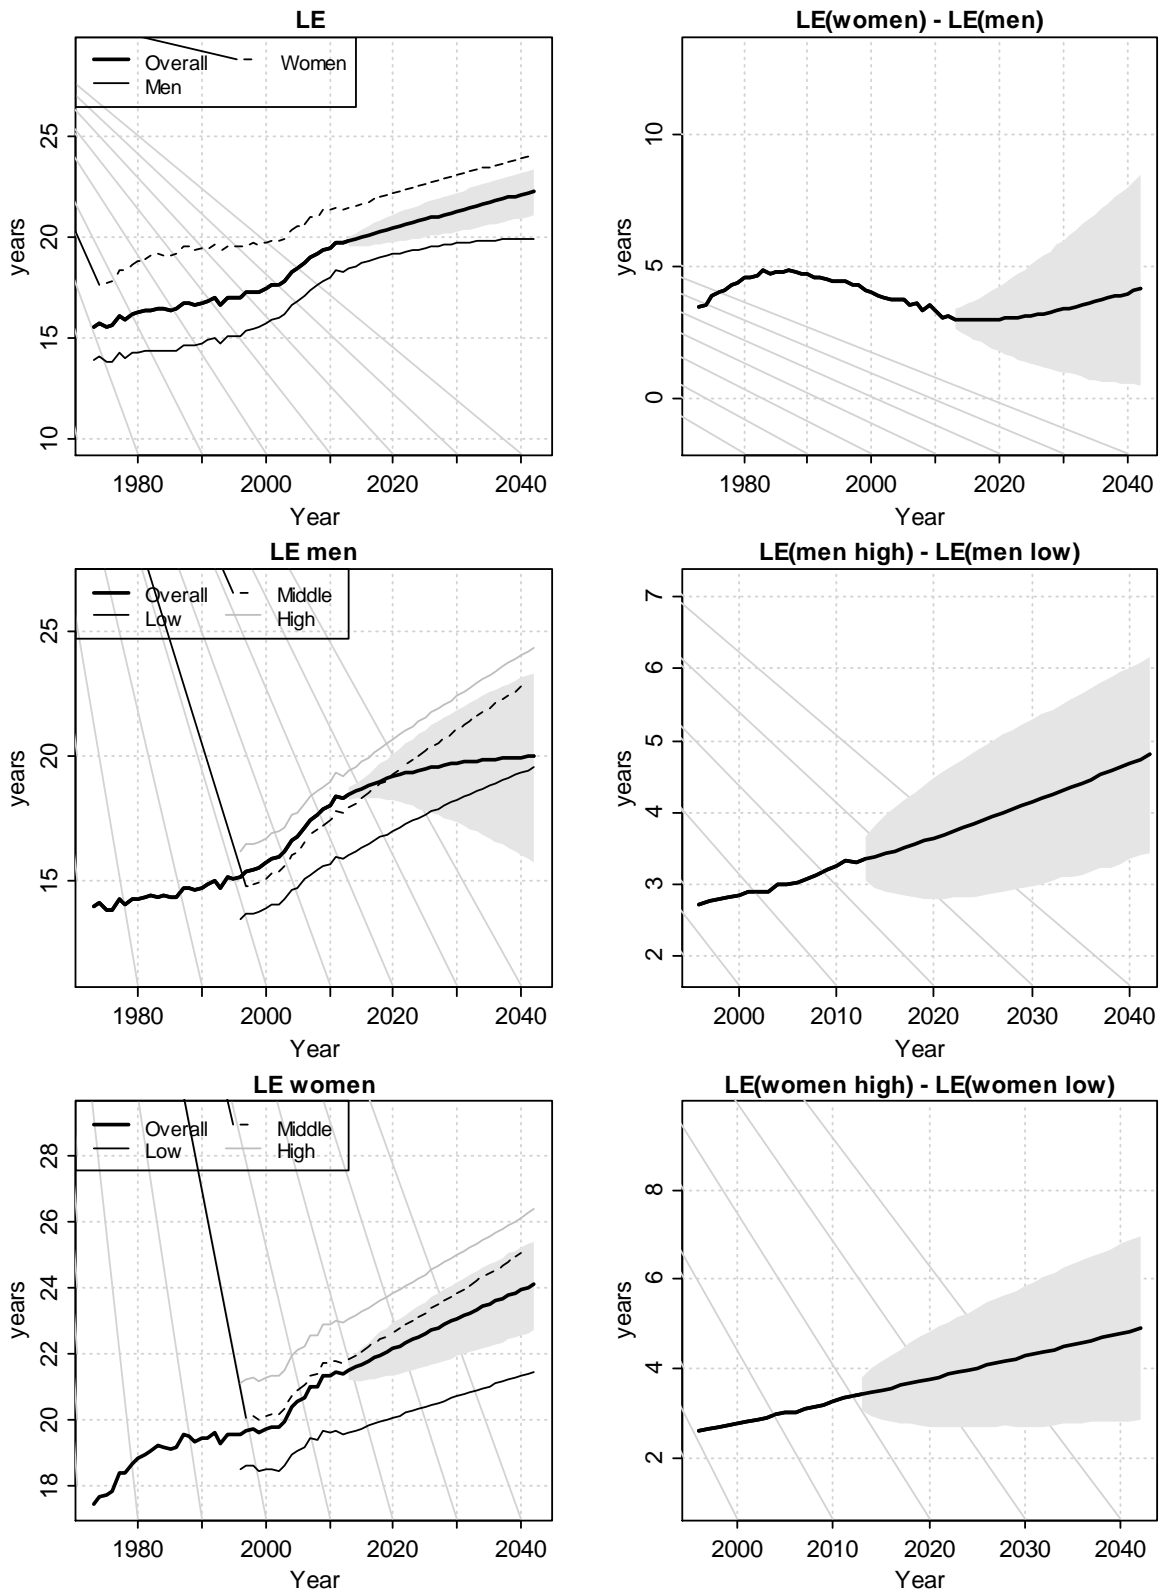 LE
Overall Women
Men
years
25
20
15
10
1980 2000 2020 2040
Year
LE(women) - LE(men)
years
10
5
0
1980 2000 2020 2040
Year
LE men
Overall Middle
Low High
years
25
20
15
1980 2000 2020 2040
Year
LE(men high) - LE(men low)
years
7
6
5
4
3
2
2000 2010 2020 2030 2040
Year
LE women
Overall Middle
Low High
years
28
26
24
22
20
18
1980 2000 2020 2040
Year
LE(women high) - LE(women low)
years
8
6
4
2
2000 2010 2020 2030 2040
Year